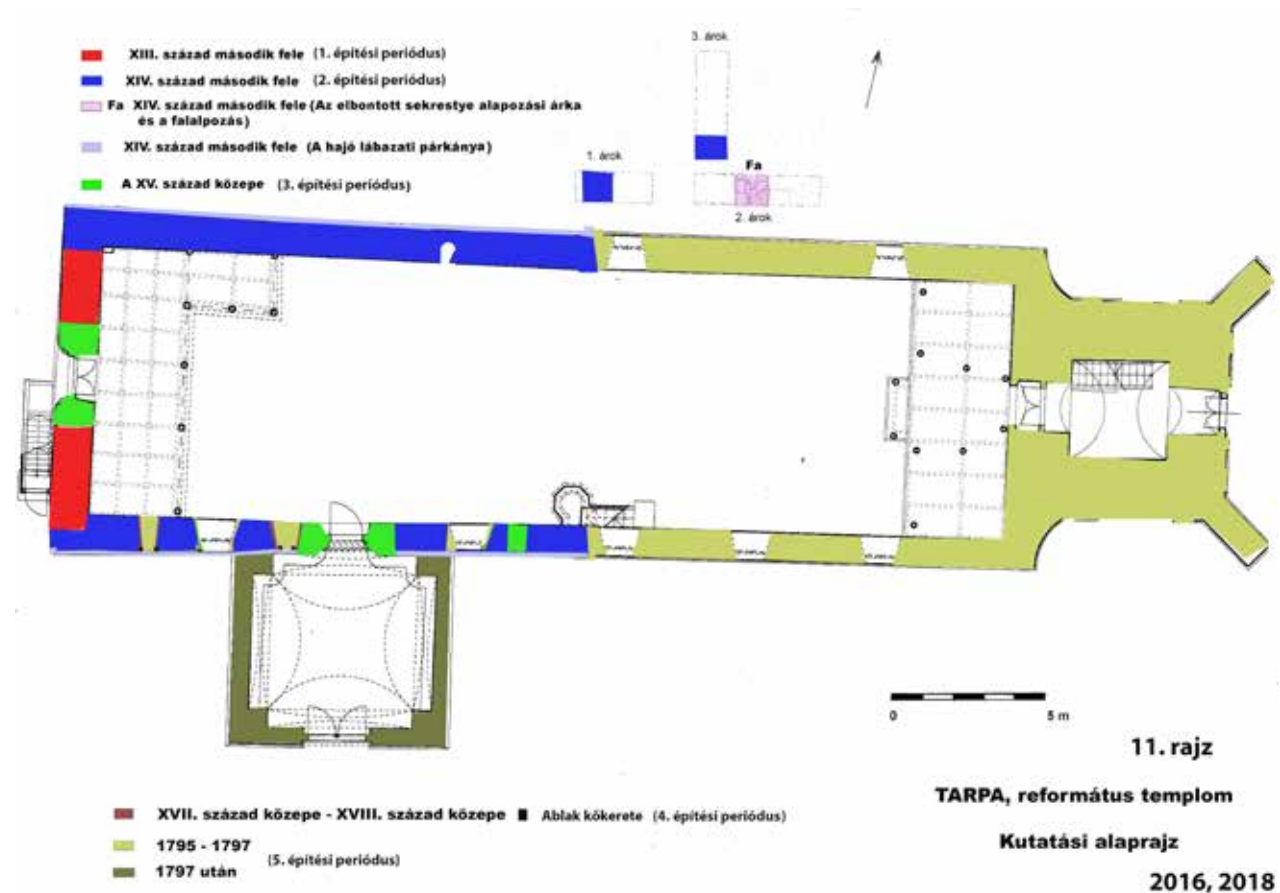 XIII. század második fele (1. építési periódus)
XIV. század második fele (2. építési periódus)
Fa XIV. század második fele (Az elbontott sekrestye alapozási árka
és a falalpozás)
XIV. század második fele (A hajó lábazati párkánya)
A XV. század közepe (3. építési periódus)
3. árok
1. árok
Fa
2. árok
0 5 m
11. rajz
TARPA, református templom
Kutatási alaprajz
2016, 2018
XVII. század közepe - XVIII. század közepe Ablak kőkerete (4. építési periódus)
1795 - 1797
(5. építési periódus)
1797 után